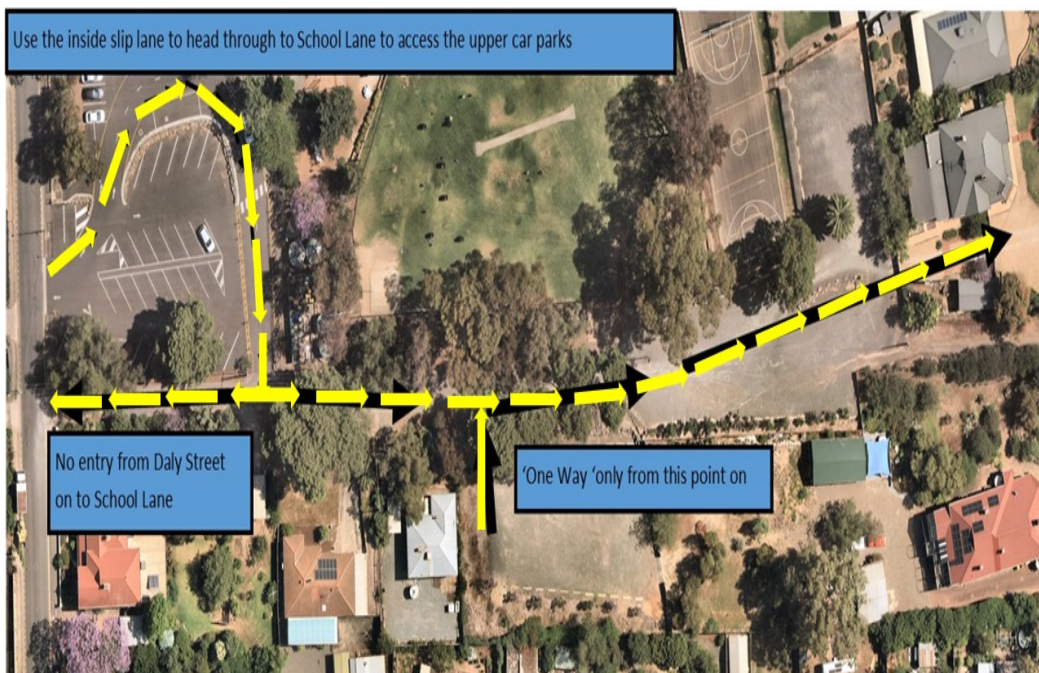 Use the inside slip lane to head through to School Lane to access the upper car parks
No entry from Daly Street
on to School Lane
‘One Way ‘only from this point on